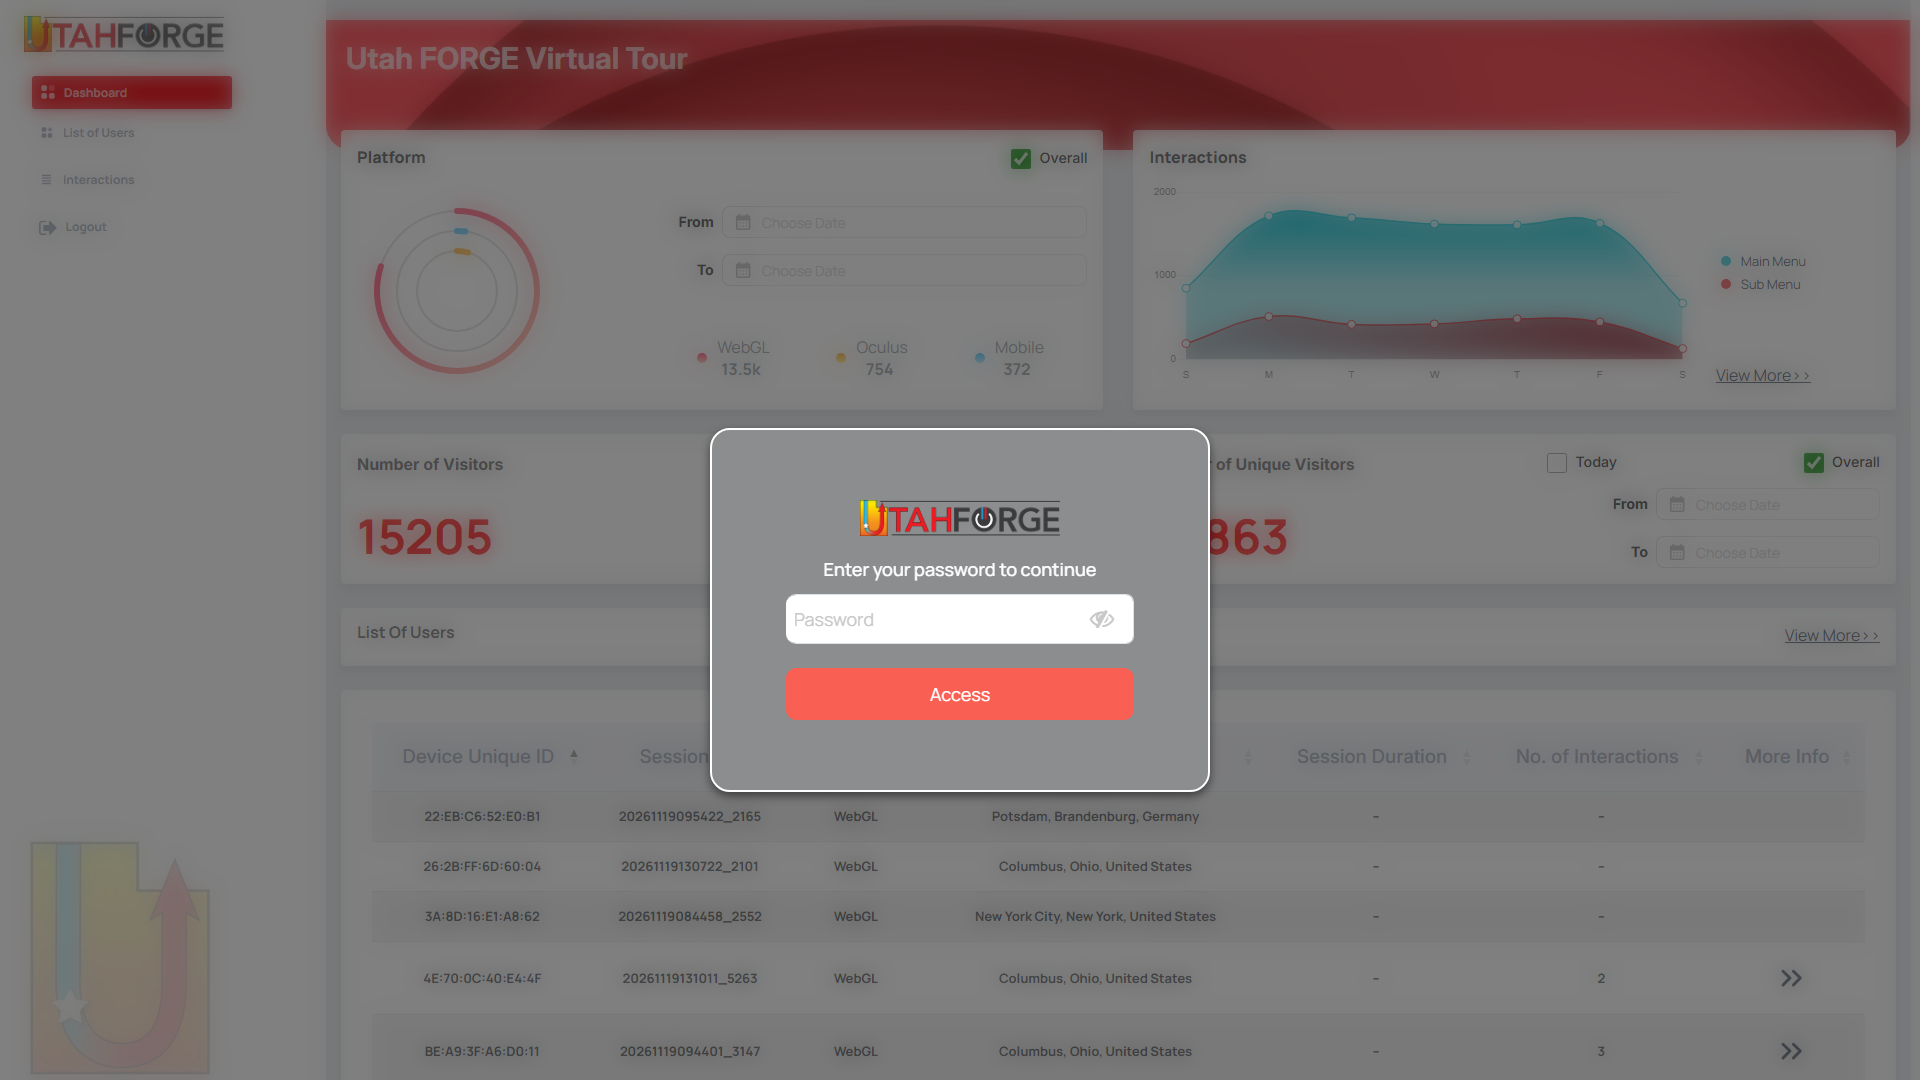 UTAHFORGE
Dashboard
List of Users
Interactions
Logout
Utah FORGE Virtual Tour
Platform
Overall
From
Choose Date
To
Choose Date
WebGL
13.5k
Oculus
754
Mobile
372
Interactions
2000
1000
0
S M T W T F S
Main Menu
Sub Menu
View More>>
Number of Visitors
15205
of Unique Visitors
863
Today
Overall
From
Choose Date
To
Choose Date
UTAHFORGE
Enter your password to continue
Password
Access
List Of Users
View More>>
Device Unique ID Session Session Duration No. of Interactions More Info
22:EB:C6:52:E0:B1 20261119095422_2165 WebGL Potsdam, Brandenburg, Germany - -
26:2B:FF:6D:60:04 20261119130722_2101 WebGL Columbus, Ohio, United States - -
3A:8D:16:E1:A8:62 20261119084458_2552 WebGL New York City, New York, United States - -
4E:70:0C:40:E4:4F 20261119131011_5263 WebGL Columbus, Ohio, United States - 2
BE:A9:3F:A6:D0:11 20261119094401_3147 WebGL Columbus, Ohio, United States - 3